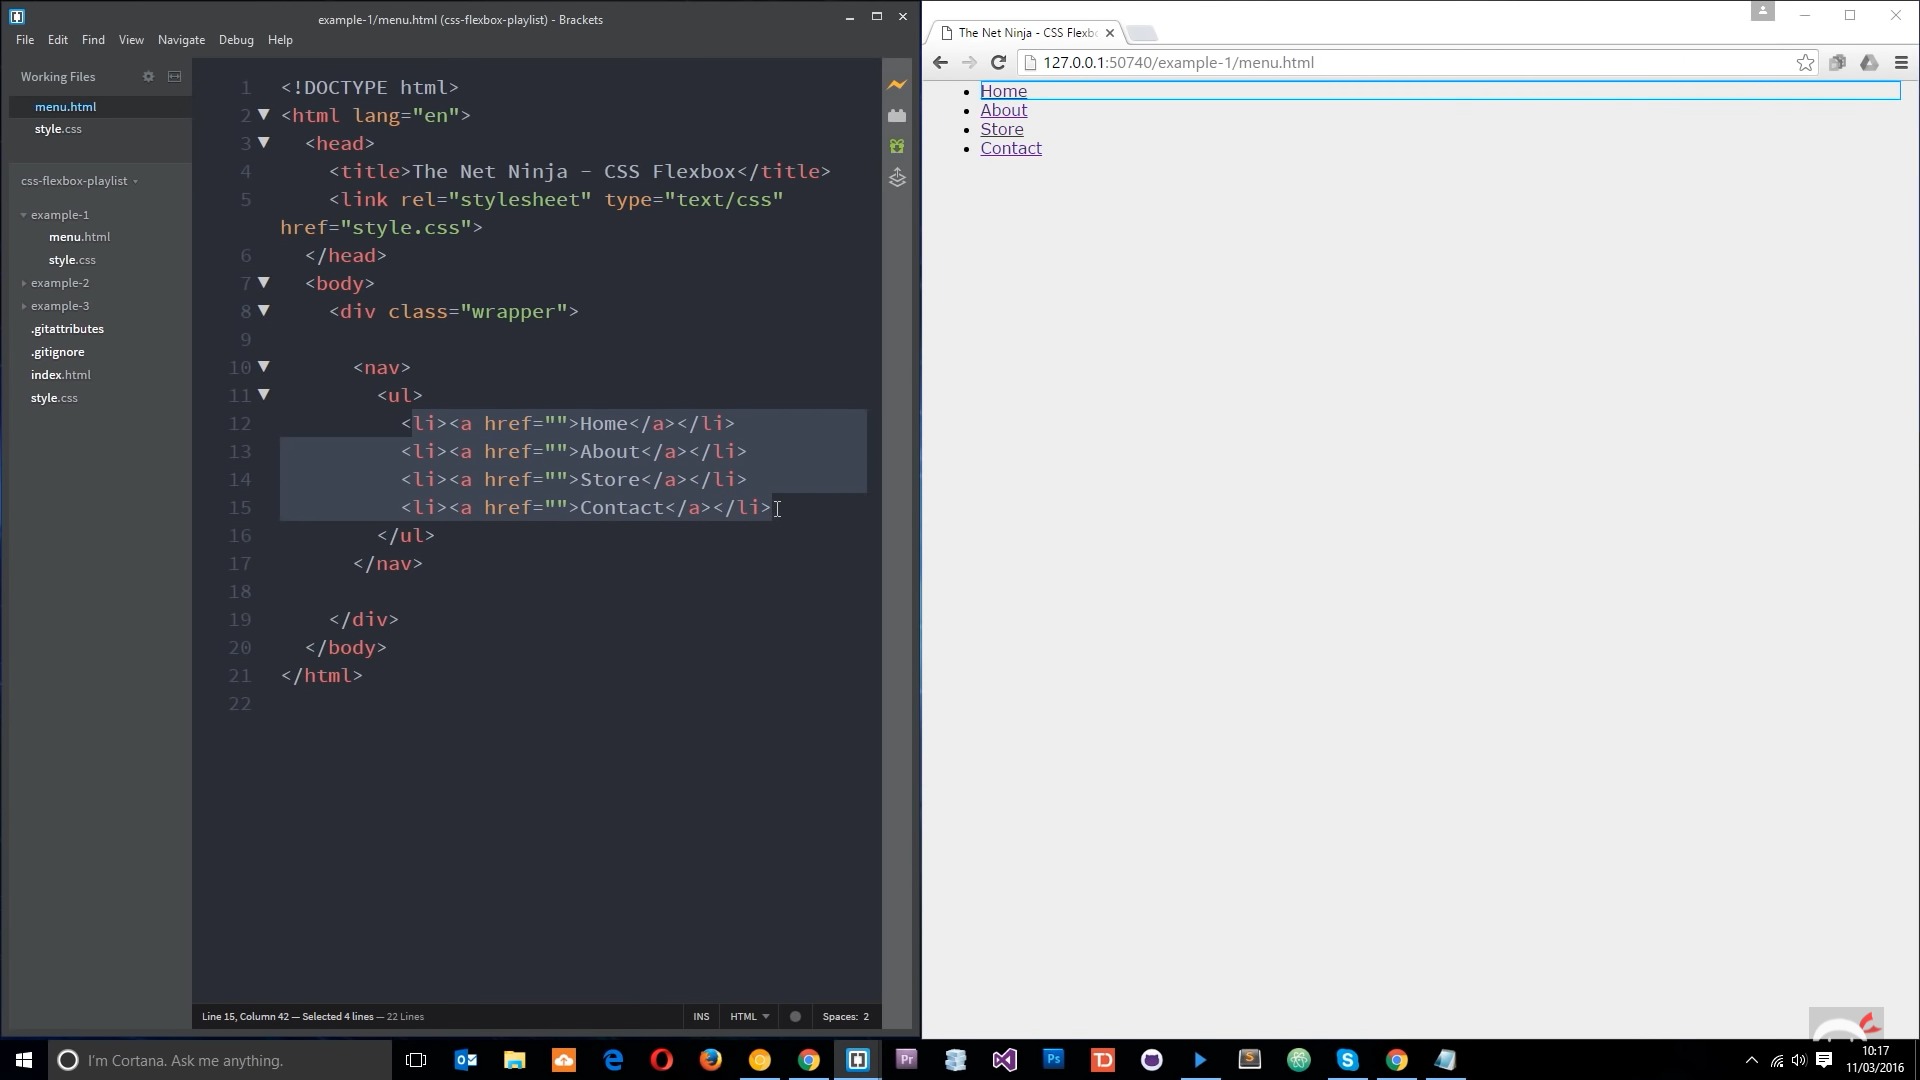 example-1/menu.html (css-flexbox-playlist) - Brackets
File Edit Find View Navigate Debug Help
Working Files
menu.html
style.css
css-flexbox-playlist
example-1
menu.html
style.css
example-2
example-3
.gitattributes
.gitignore
index.html
style.css
1 <!DOCTYPE html>
2 <html lang="en">
3 <head>
4 <title>The Net Ninja - CSS Flexbox</title>
5 <link rel="stylesheet" type="text/css"
href="style.css">
6 </head>
7 <body>
8 <div class="wrapper">
9
10 <nav>
11 <ul>
12 <li><a href="">Home</a></li>
13 <li><a href="">About</a></li>
14 <li><a href="">Store</a></li>
15 <li><a href="">Contact</a></li>
16 </ul>
17 </nav>
18
19 </div>
20 </body>
21 </html>
22
Line 15, Column 42 — Selected 4 lines — 22 Lines
INS HTML Spaces: 2
The Net Ninja - CSS Flexbo
127.0.0.1:50740/example-1/menu.html
Home
About
Store
Contact
I'm Cortana. Ask me anything.
Pr
Ps
TD
S
10:17
11/03/2016